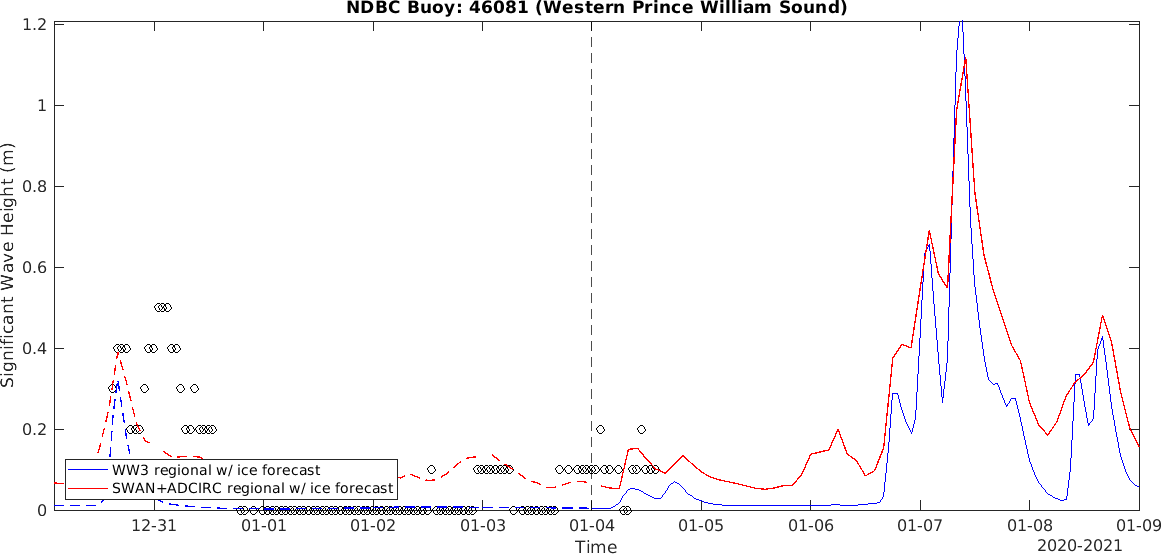 NDBC Buoy: 46081 (Western Prince William Sound)
Significant Wave Height (m)
1.2
1
0.8
0.6
0.4
0.2
0
WW3 regional w/ ice forecast
SWAN+ADCIRC regional w/ ice forecast
12-31 01-01 01-02 01-03 01-04 01-05 01-06 01-07 01-08 01-09
Time
2020-2021